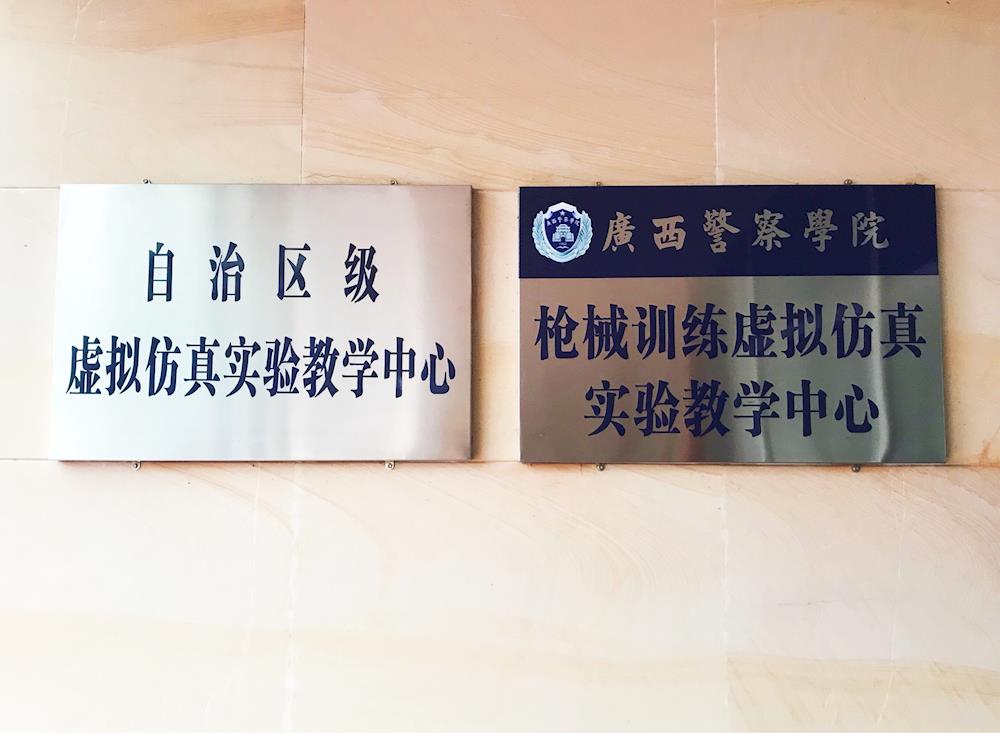 自治区级
虚拟仿真实验教学中心
廣西警察學院
枪械训练虚拟仿真
实验教学中心